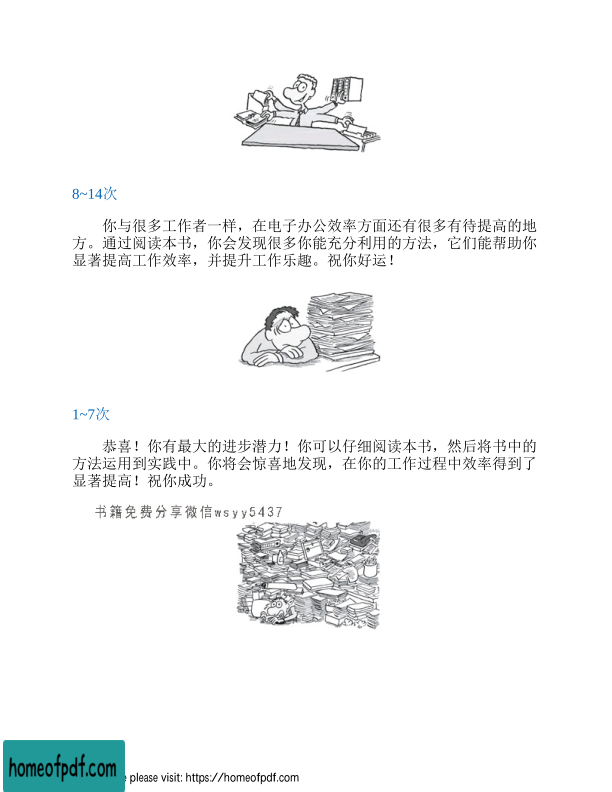 8~14次
你与很多工作者一样，在电子办公效率方面还有很多有待提高的地
方。通过阅读本书，你会发现很多你能充分利用的方法，它们能帮助你
显著提高工作效率，并提升工作乐趣。祝你好运！
1~7次
恭喜！你有最大的进步潜力！你可以仔细阅读本书，然后将书中的
方法运用到实践中。你将会惊喜地发现，在你的工作过程中效率得到了
显著提高！祝你成功。
书籍免费分享微信wsyy5437
homeofpdf.com
e please visit: https://homeofpdf.com